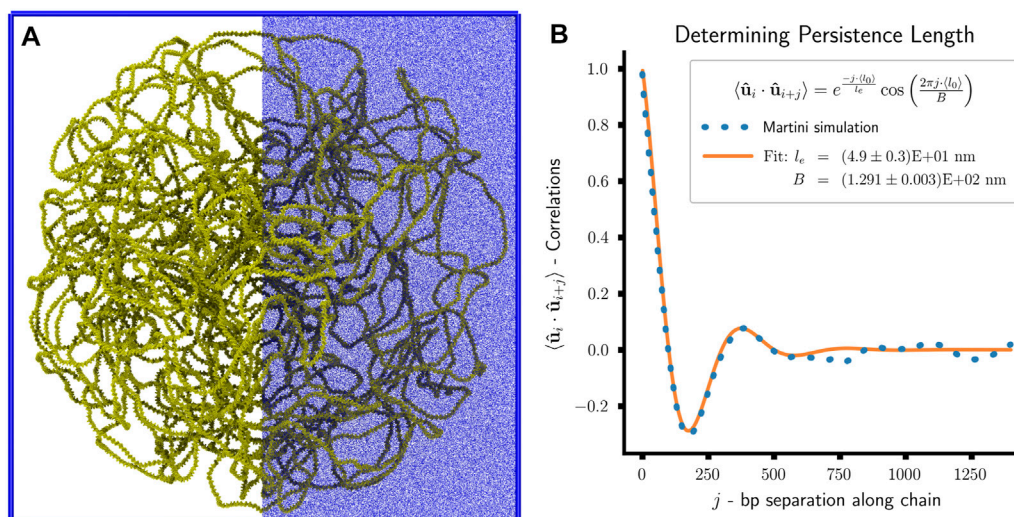 A
B
Determining Persistence Length
⟨û_i · û_{i+j}⟩ = e^{\frac{-j·⟨l_0⟩}{l_e}} cos(\frac{2πj·⟨l_0⟩}{B})
Martini simulation
Fit: l_e = (4.9 ± 0.3)E+01 nm
B = (1.291 ± 0.003)E+02 nm
⟨û_i · û_{i+j}⟩ - Correlations
1.0
0.8
0.6
0.4
0.2
0.0
−0.2
0 250 500 750 1000 1250
j - bp separation along chain